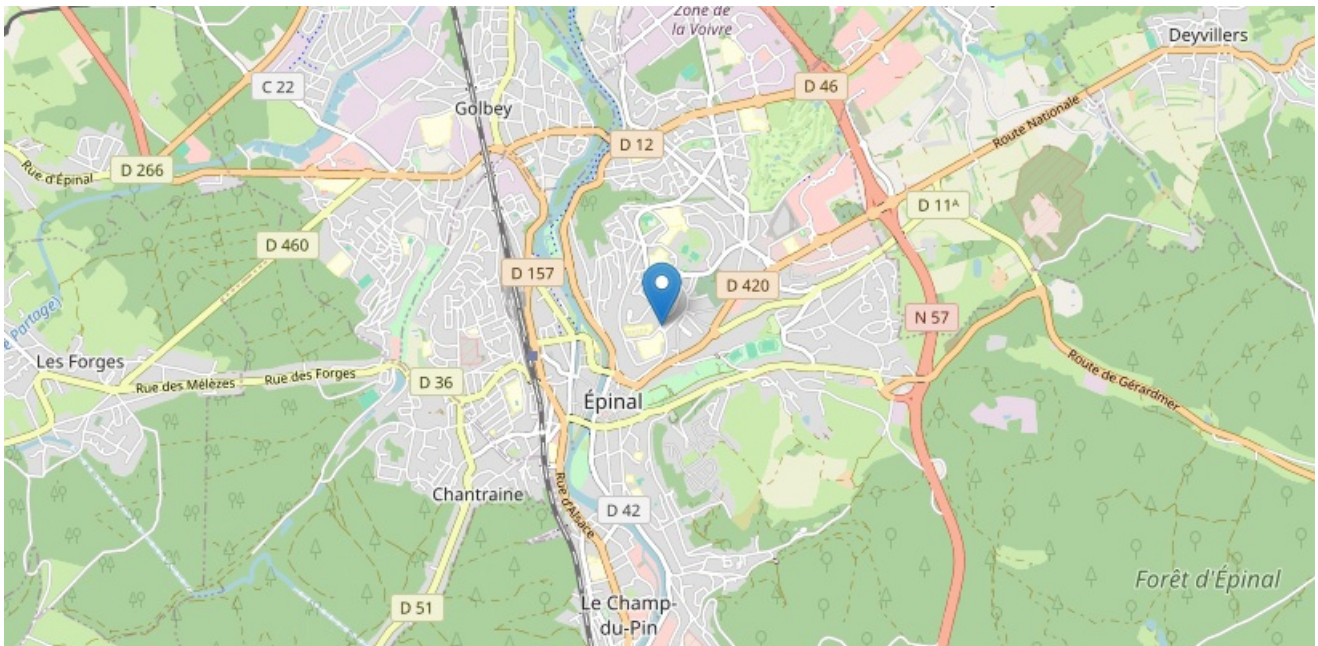 Zone de
la Voivre
Deyvillers
C 22
D 46
Golbey
Route Nationale
D 12
Rue d'Épinal
D 266
D 11ᴬ
D 460
D 157
D 420
Partage)
N 57
Les Forges
Rue des Mélèzes
Rue des Forges
D 36
Route de Gérardmer
Épinal
Chantraine
Rue d'Alsace
D 42
Forêt d'Épinal
D 51
Le Champ-
du-Pin